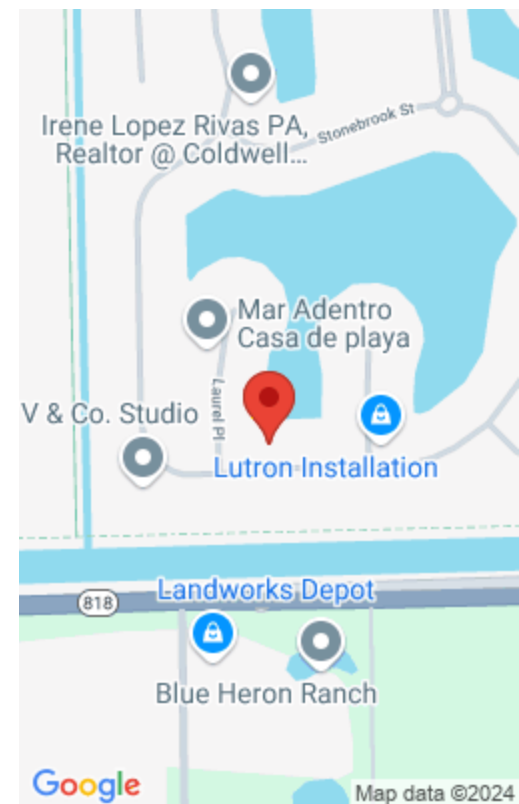 Irene Lopez Rivas PA,
Realtor @ Coldwell...
Stonebrook St
Mar Adentro
Casa de playa
Laurel Pl
V & Co. Studio
Lutron Installation
818
Landworks Depot
Blue Heron Ranch
Google
Map data ©2024